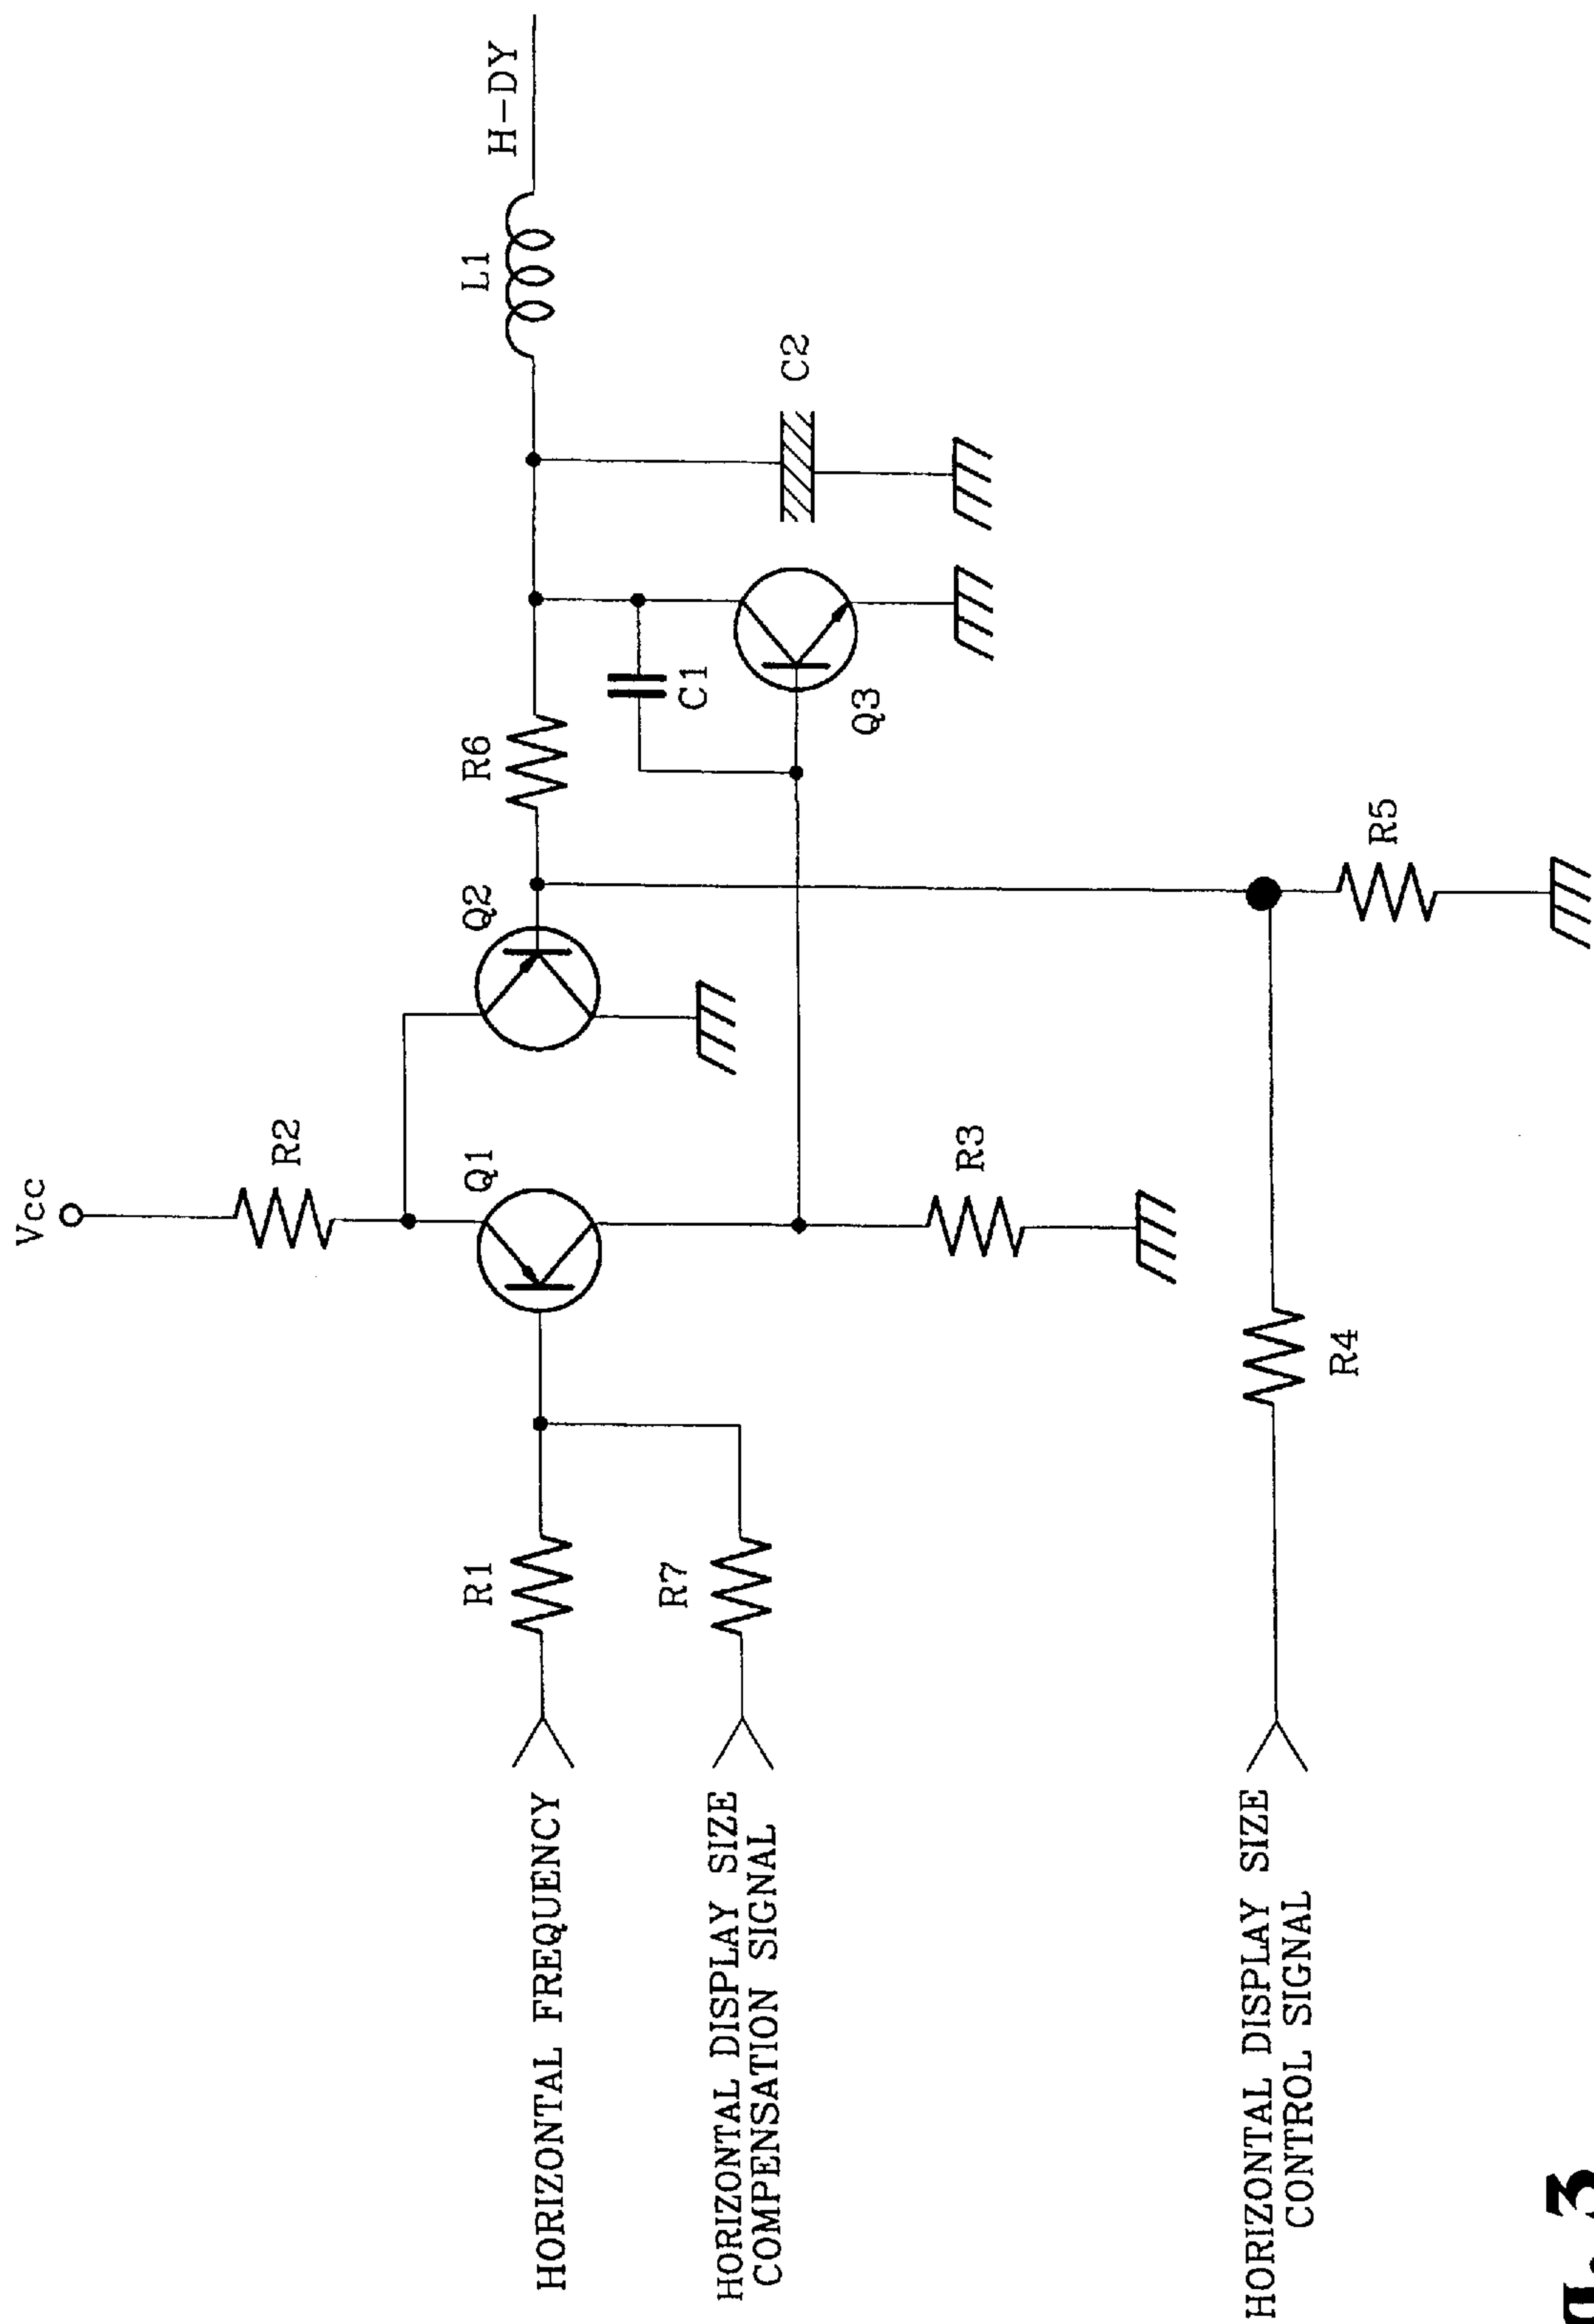 Vcc
R2
H-DY
L1
R6
Q2
Q1
R1
HORIZONTAL FREQUENCY
C1
C2
R7
HORIZONTAL DISPLAY SIZE
COMPENSATION SIGNAL
Q3
R3
R5
R4
HORIZONTAL DISPLAY SIZE
CONTROL SIGNAL